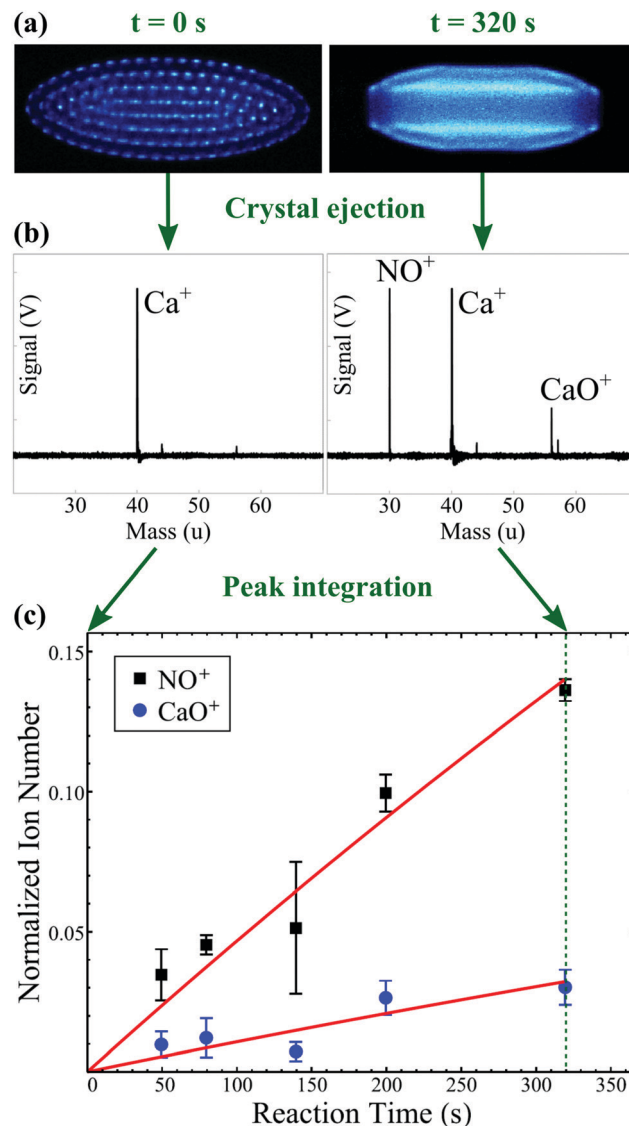 (a) t = 0 s t = 320 s
Crystal ejection
(b)
Signal (V)
Ca⁺
30 40 50 60
Mass (u)
Signal (V)
NO⁺
Ca⁺
CaO⁺
30 40 50 60
Mass (u)
Peak integration
(c)
Normalized Ion Number
0.15
0.10
0.05
NO⁺
CaO⁺
0 50 100 150 200 250 300 350
Reaction Time (s)